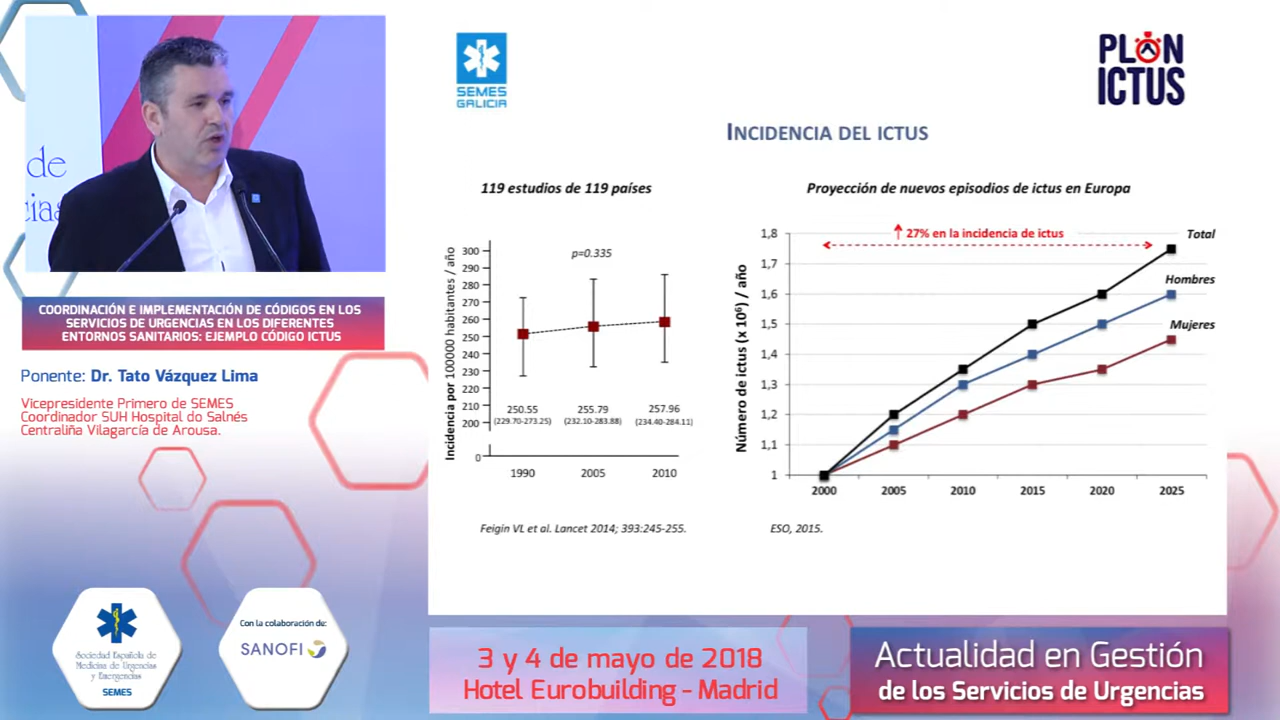 de
cias
COORDINACIÓN E IMPLEMENTACIÓN DE CÓDIGOS EN LOS
SERVICIOS DE URGENCIAS EN LOS DIFERENTES
ENTORNOS SANITARIOS: EJEMPLO CÓDIGO ICTUS
Ponente: Dr. Tato Vázquez Lima
Vicepresidente Primero de SEMES
Coordinador SUH Hospital do Salnés
Centraliña Vilagarcía de Arousa.
Sociedad Española de
Medicina de Urgencias
y Emergencias
SEMES
Con la colaboración de:
SANOFI
SEMES
GALICIA
PLAN
ICTUS
INCIDENCIA DEL ICTUS
119 estudios de 119 países
Incidencia por 100000 habitantes / año
300
290
280
270
260
250
240
230
220
210
200
0
p=0.335
250.55
(229.70-273.25)
255.79
(232.10-283.88)
257.96
(234.40-284.11)
1990
2005
2010
Feigin VL et al. Lancet 2014; 393:245-255.
Proyección de nuevos episodios de ictus en Europa
Número de ictus (x 10⁶) / año
1,8
1,7
1,6
1,5
1,4
1,3
1,2
1,1
1
↑ 27% en la incidencia de ictus
Total
Hombres
Mujeres
2000
2005
2010
2015
2020
2025
ESO, 2015.
3 y 4 de mayo de 2018
Hotel Eurobuilding - Madrid
Actualidad en Gestión
de los Servicios de Urgencias